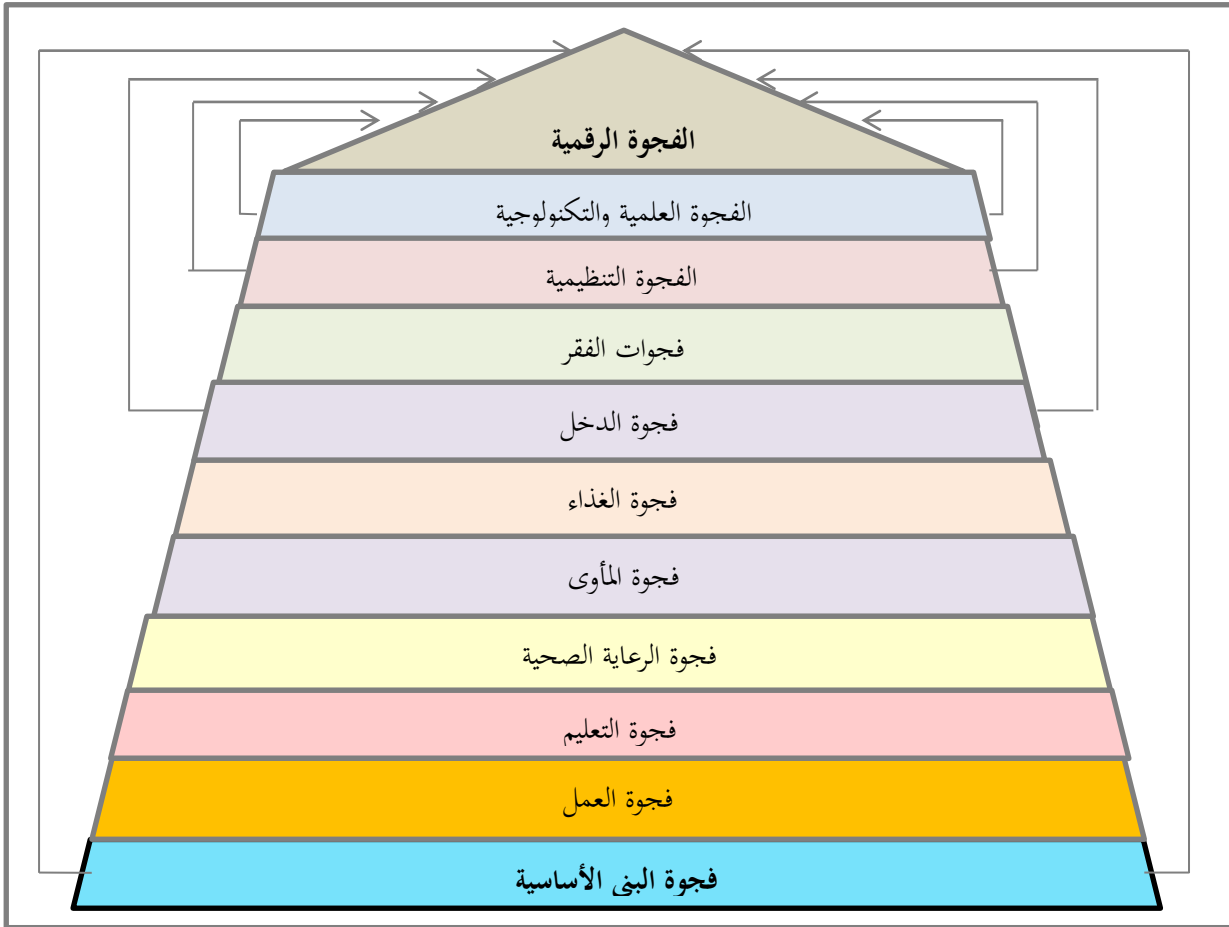 الفجوة الرقمية
الفجوة العلمية والتكنولوجية
الفجوة التنظيمية
فجوات الفقر
فجوة الدخل
فجوة الغذاء
فجوة المأوى
فجوة الرعاية الصحية
فجوة التعليم
فجوة العمل
فجوة البنى الأساسية